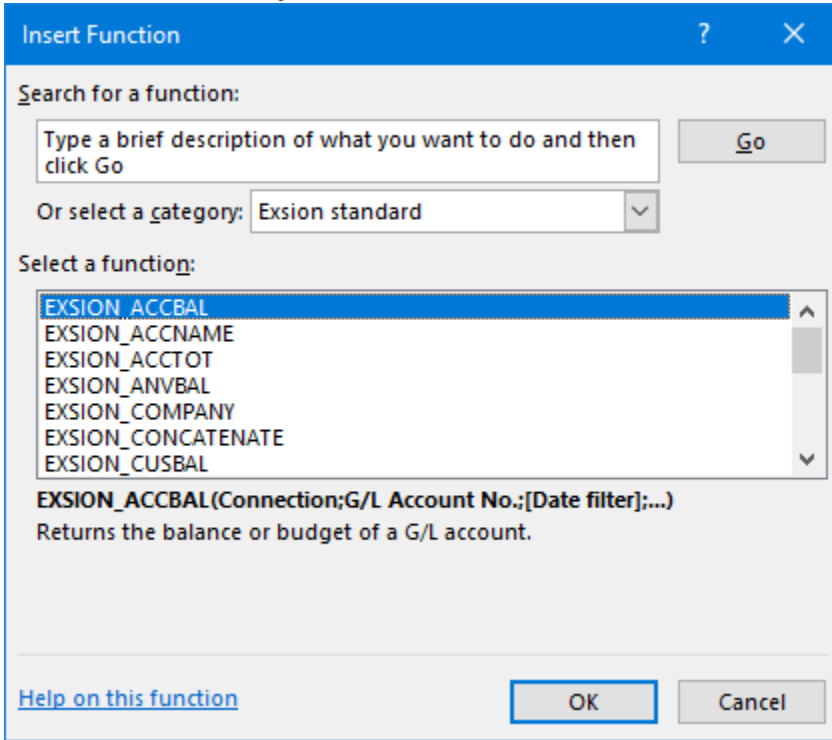 Insert Function ?
Search for a function:
Type a brief description of what you want to do and then
click Go
Go
Or select a category: Exsion standard
Select a function:
EXSION_ACCBAL
EXSION_ACCNAME
EXSION_ACCTOT
EXSION_ANVBAL
EXSION_COMPANY
EXSION_CONCATENATE
EXSION_CUSBAL
EXSION_ACCBAL(Connection;G/L Account No.;[Date filter];...)
Returns the balance or budget of a G/L account.
Help on this function OK Cancel